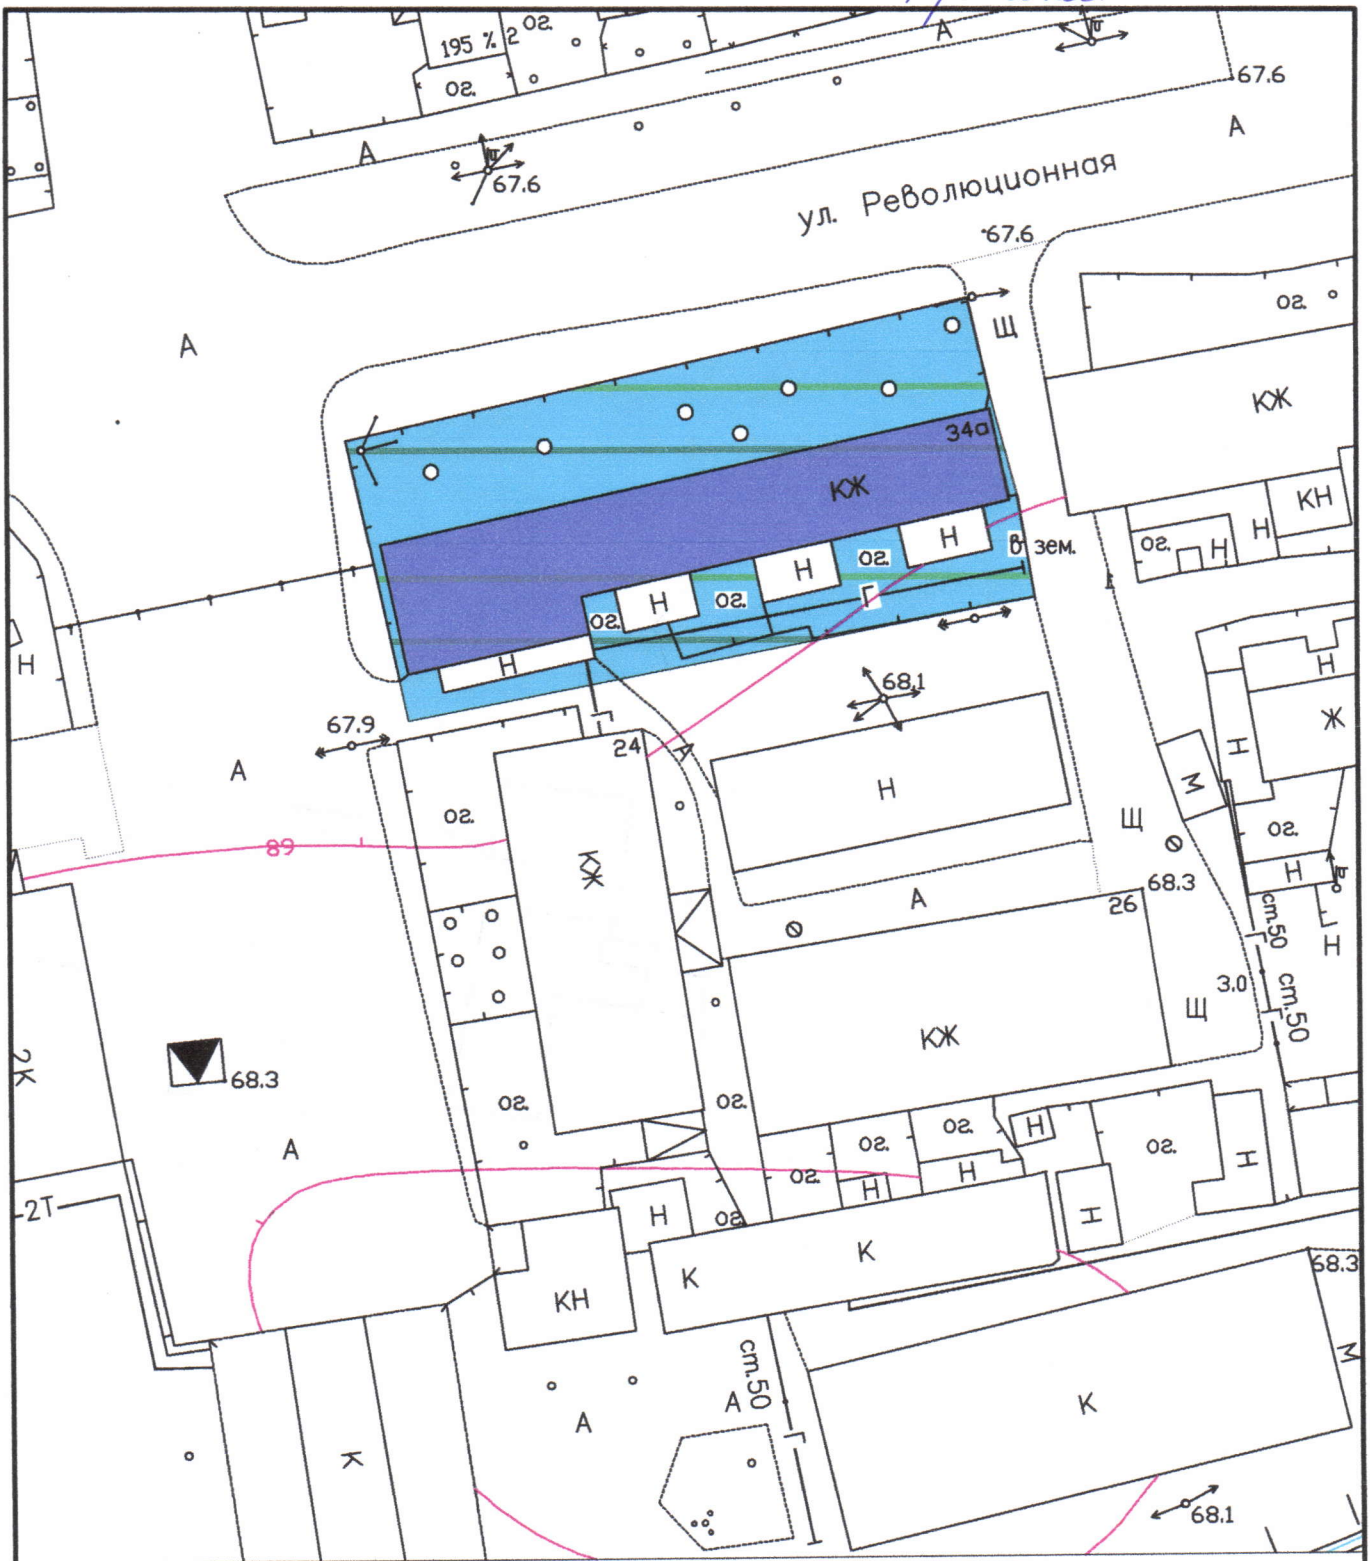 195 % 2
ог.
ог.
А
А
67.6
А
67.6
ул. Революционная
67.6
Щ
ог.
А
КЖ
34а
КЖ
КН
Н
ог.
Н
Н
в зем.
ог.
Н
Г
ог.
Н
ог.
Н
Н
Н
68.1
Ж
67.9
24
А
Н
А
М
Н
ог.
Щ
ог.
68
КЖ
Н
68.3
26
А
ст.50
Г
Н
3.0
ст.50
Щ
КЖ
2К
68.3
ог.
ог.
А
ог.
ог.
Н
ог.
Н
Н
ог.
Н
2Т
Н
ог.
Н
К
К
68.3
КН
М
ст.50
А
А
К
К
Г
68.1